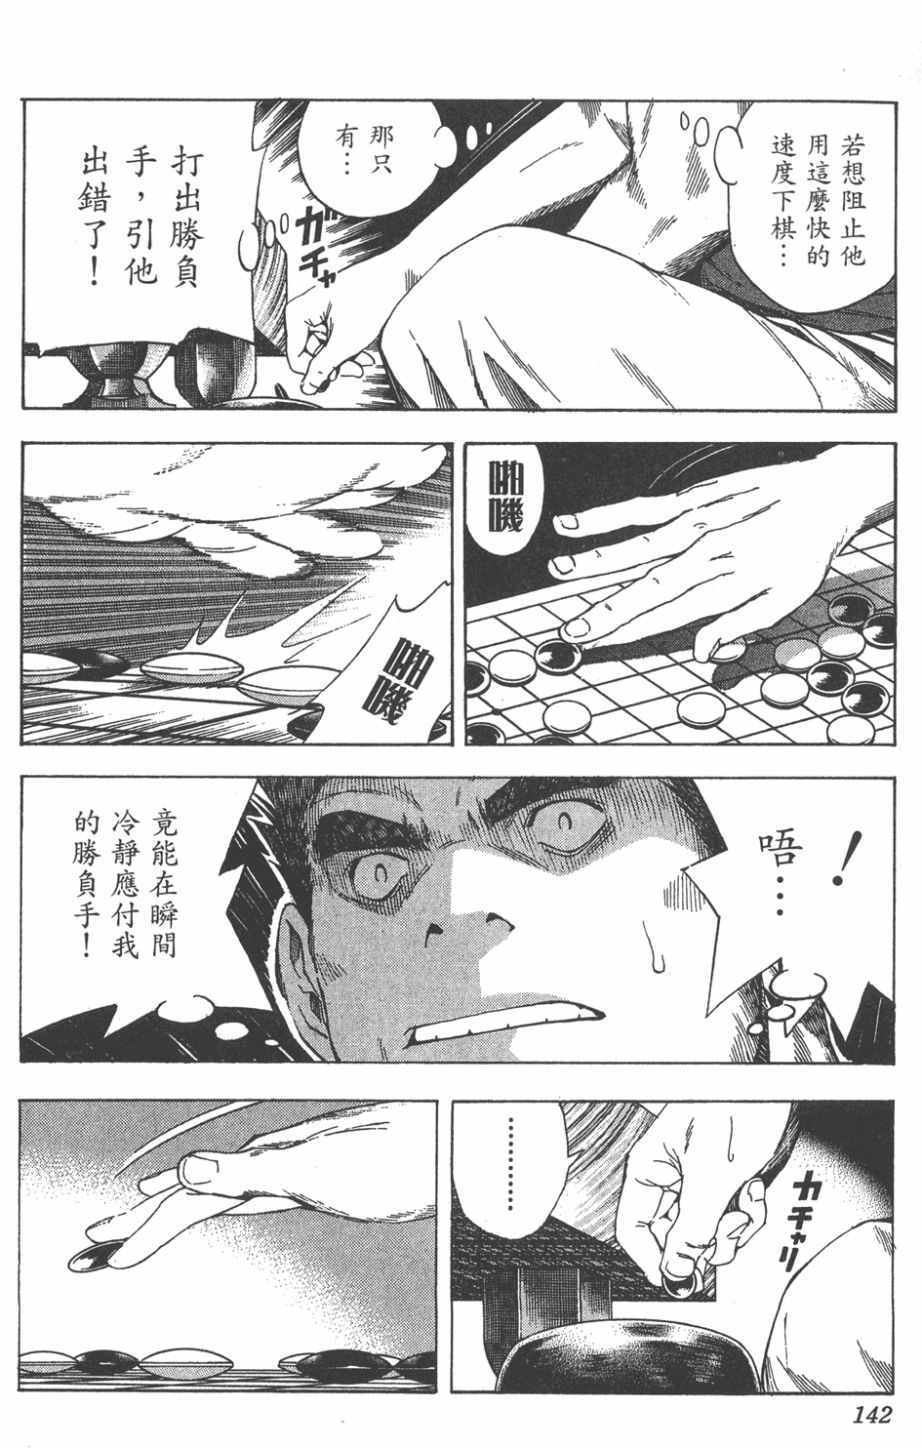 若想阻止他
用這麼快的
速度下棋…
那只
有…
ガチャ
打出勝負
手，引他
出錯了！
啪嘰
啪嘰
！
唔…
竟能在瞬間
冷靜應付我
的勝負手！
カチャリ
…………
142